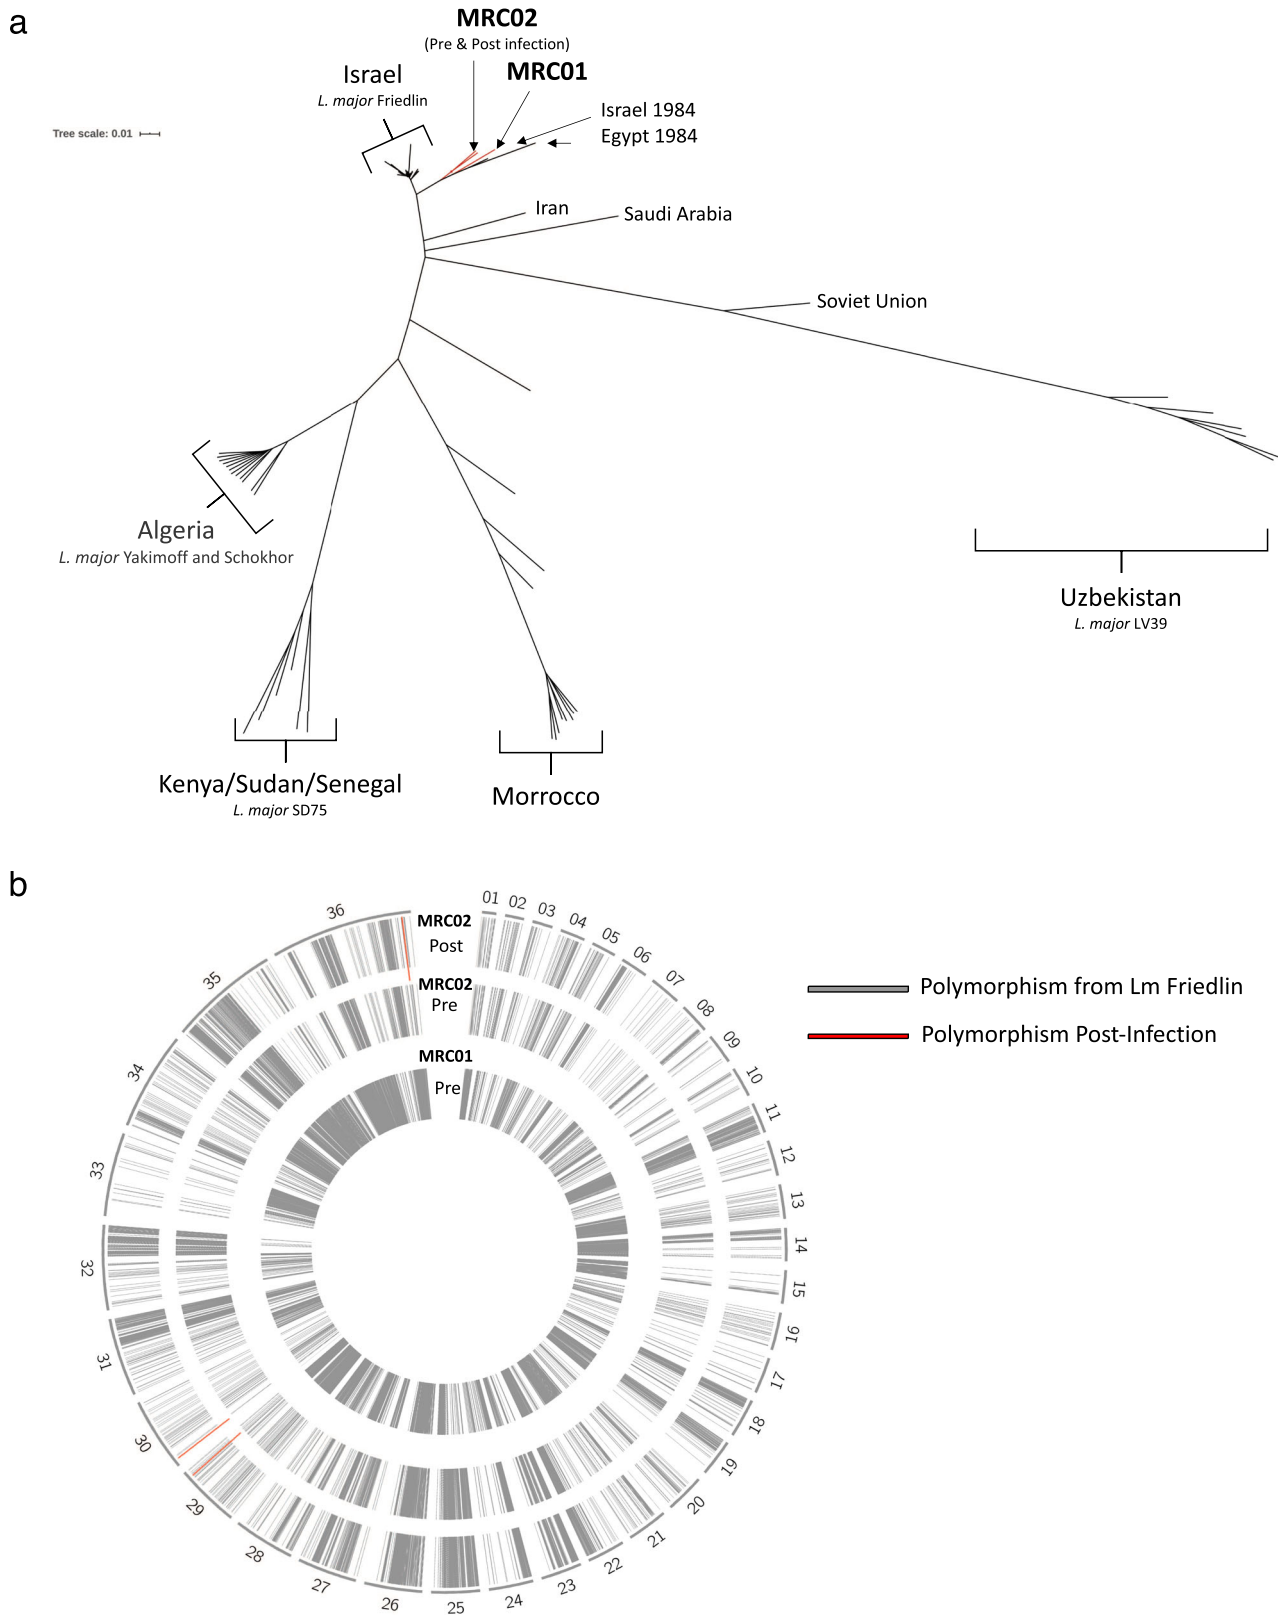 a
MRC02
(Pre & Post infection)
MRC01
Israel
L. major Friedlin
Israel 1984
Egypt 1984
Tree scale: 0.01
Iran
Saudi Arabia
Soviet Union
Algeria
L. major Yakimoff and Schokhor
Uzbekistan
L. major LV39
Kenya/Sudan/Senegal
L. major SD75
Morrocco
b
MRC02
Post
MRC02
Pre
MRC01
Pre
01
02
03
04
05
06
07
08
09
10
11
12
13
14
15
16
17
18
19
20
21
22
23
24
25
26
27
28
29
30
31
32
33
34
35
36
Polymorphism from Lm Friedlin
Polymorphism Post-Infection